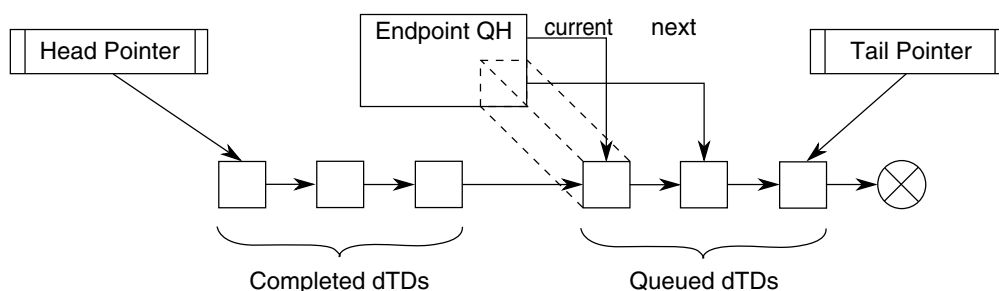 Head Pointer
Endpoint QH
current
next
Tail Pointer
Completed dTDs
Queued dTDs